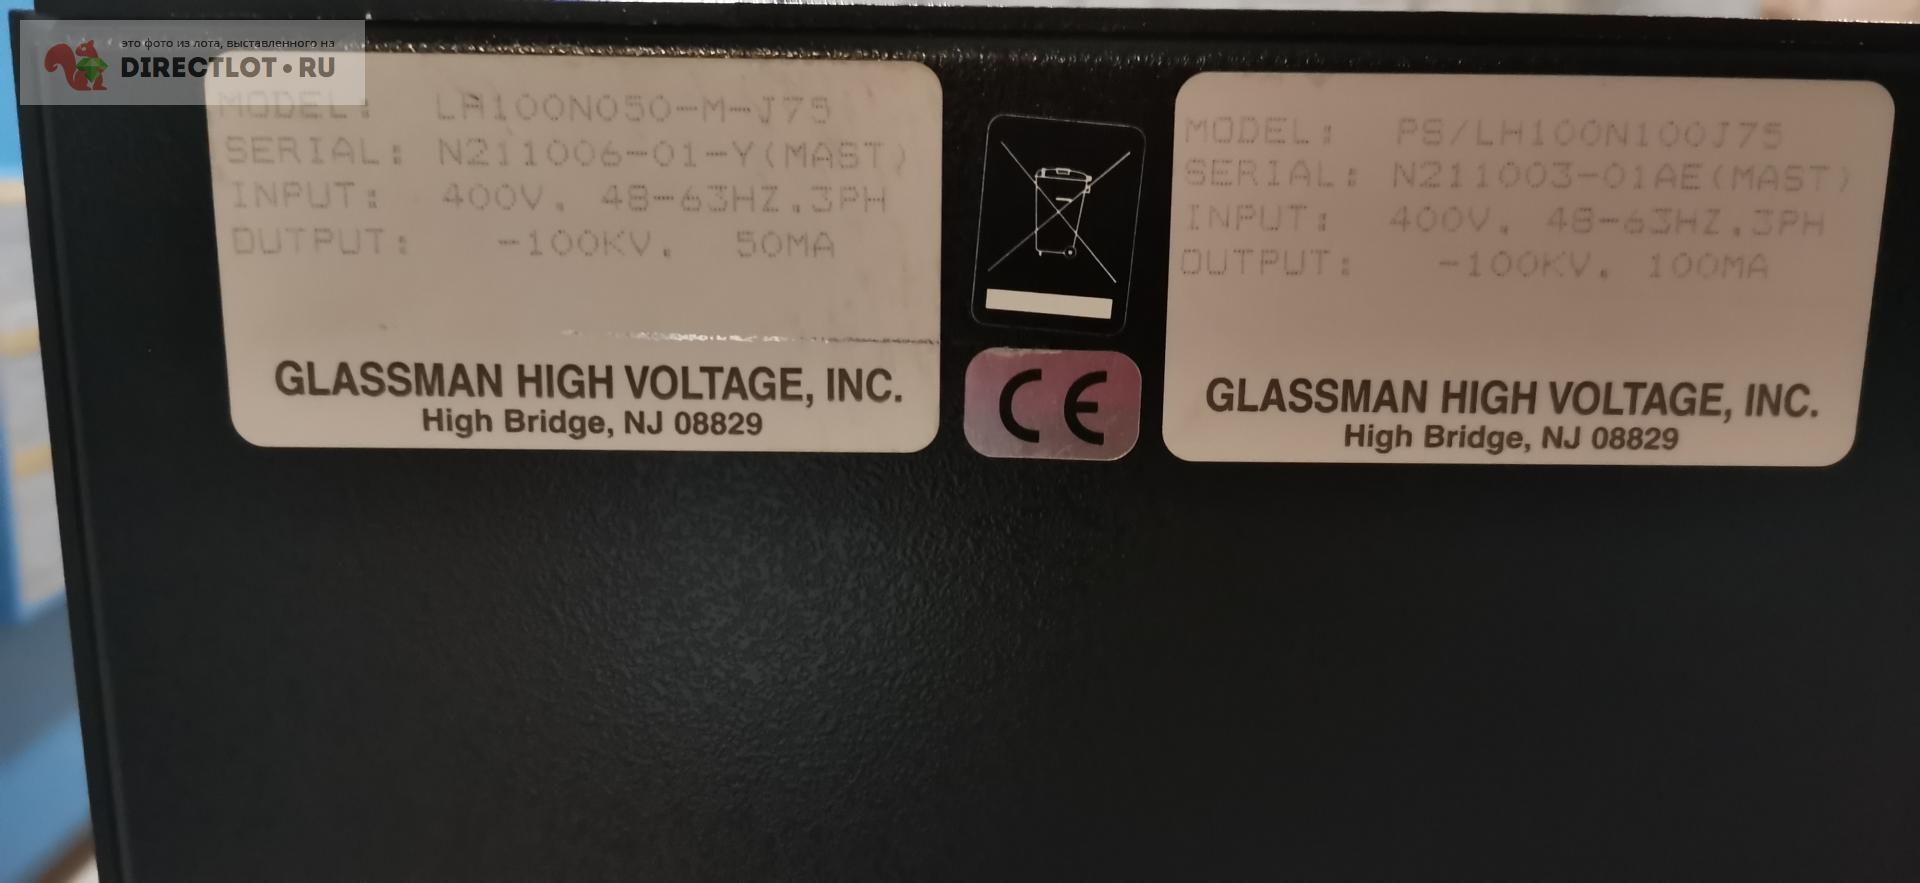 это фото из лота, выставленного на
DIRECTLOT•RU
MODEL: LH100N050-M-J75
SERIAL: N211006-01-Y(MAST)
INPUT: 400V, 48-63HZ,3PH
OUTPUT: -100KV, 50MA
GLASSMAN HIGH VOLTAGE, INC.
High Bridge, NJ 08829
CE
MODEL: PS/LH100N100J75
SERIAL: N211003-01AE(MAST)
INPUT: 400V, 48-63HZ,3PH
OUTPUT: -100KV, 100MA
GLASSMAN HIGH VOLTAGE, INC.
High Bridge, NJ 08829